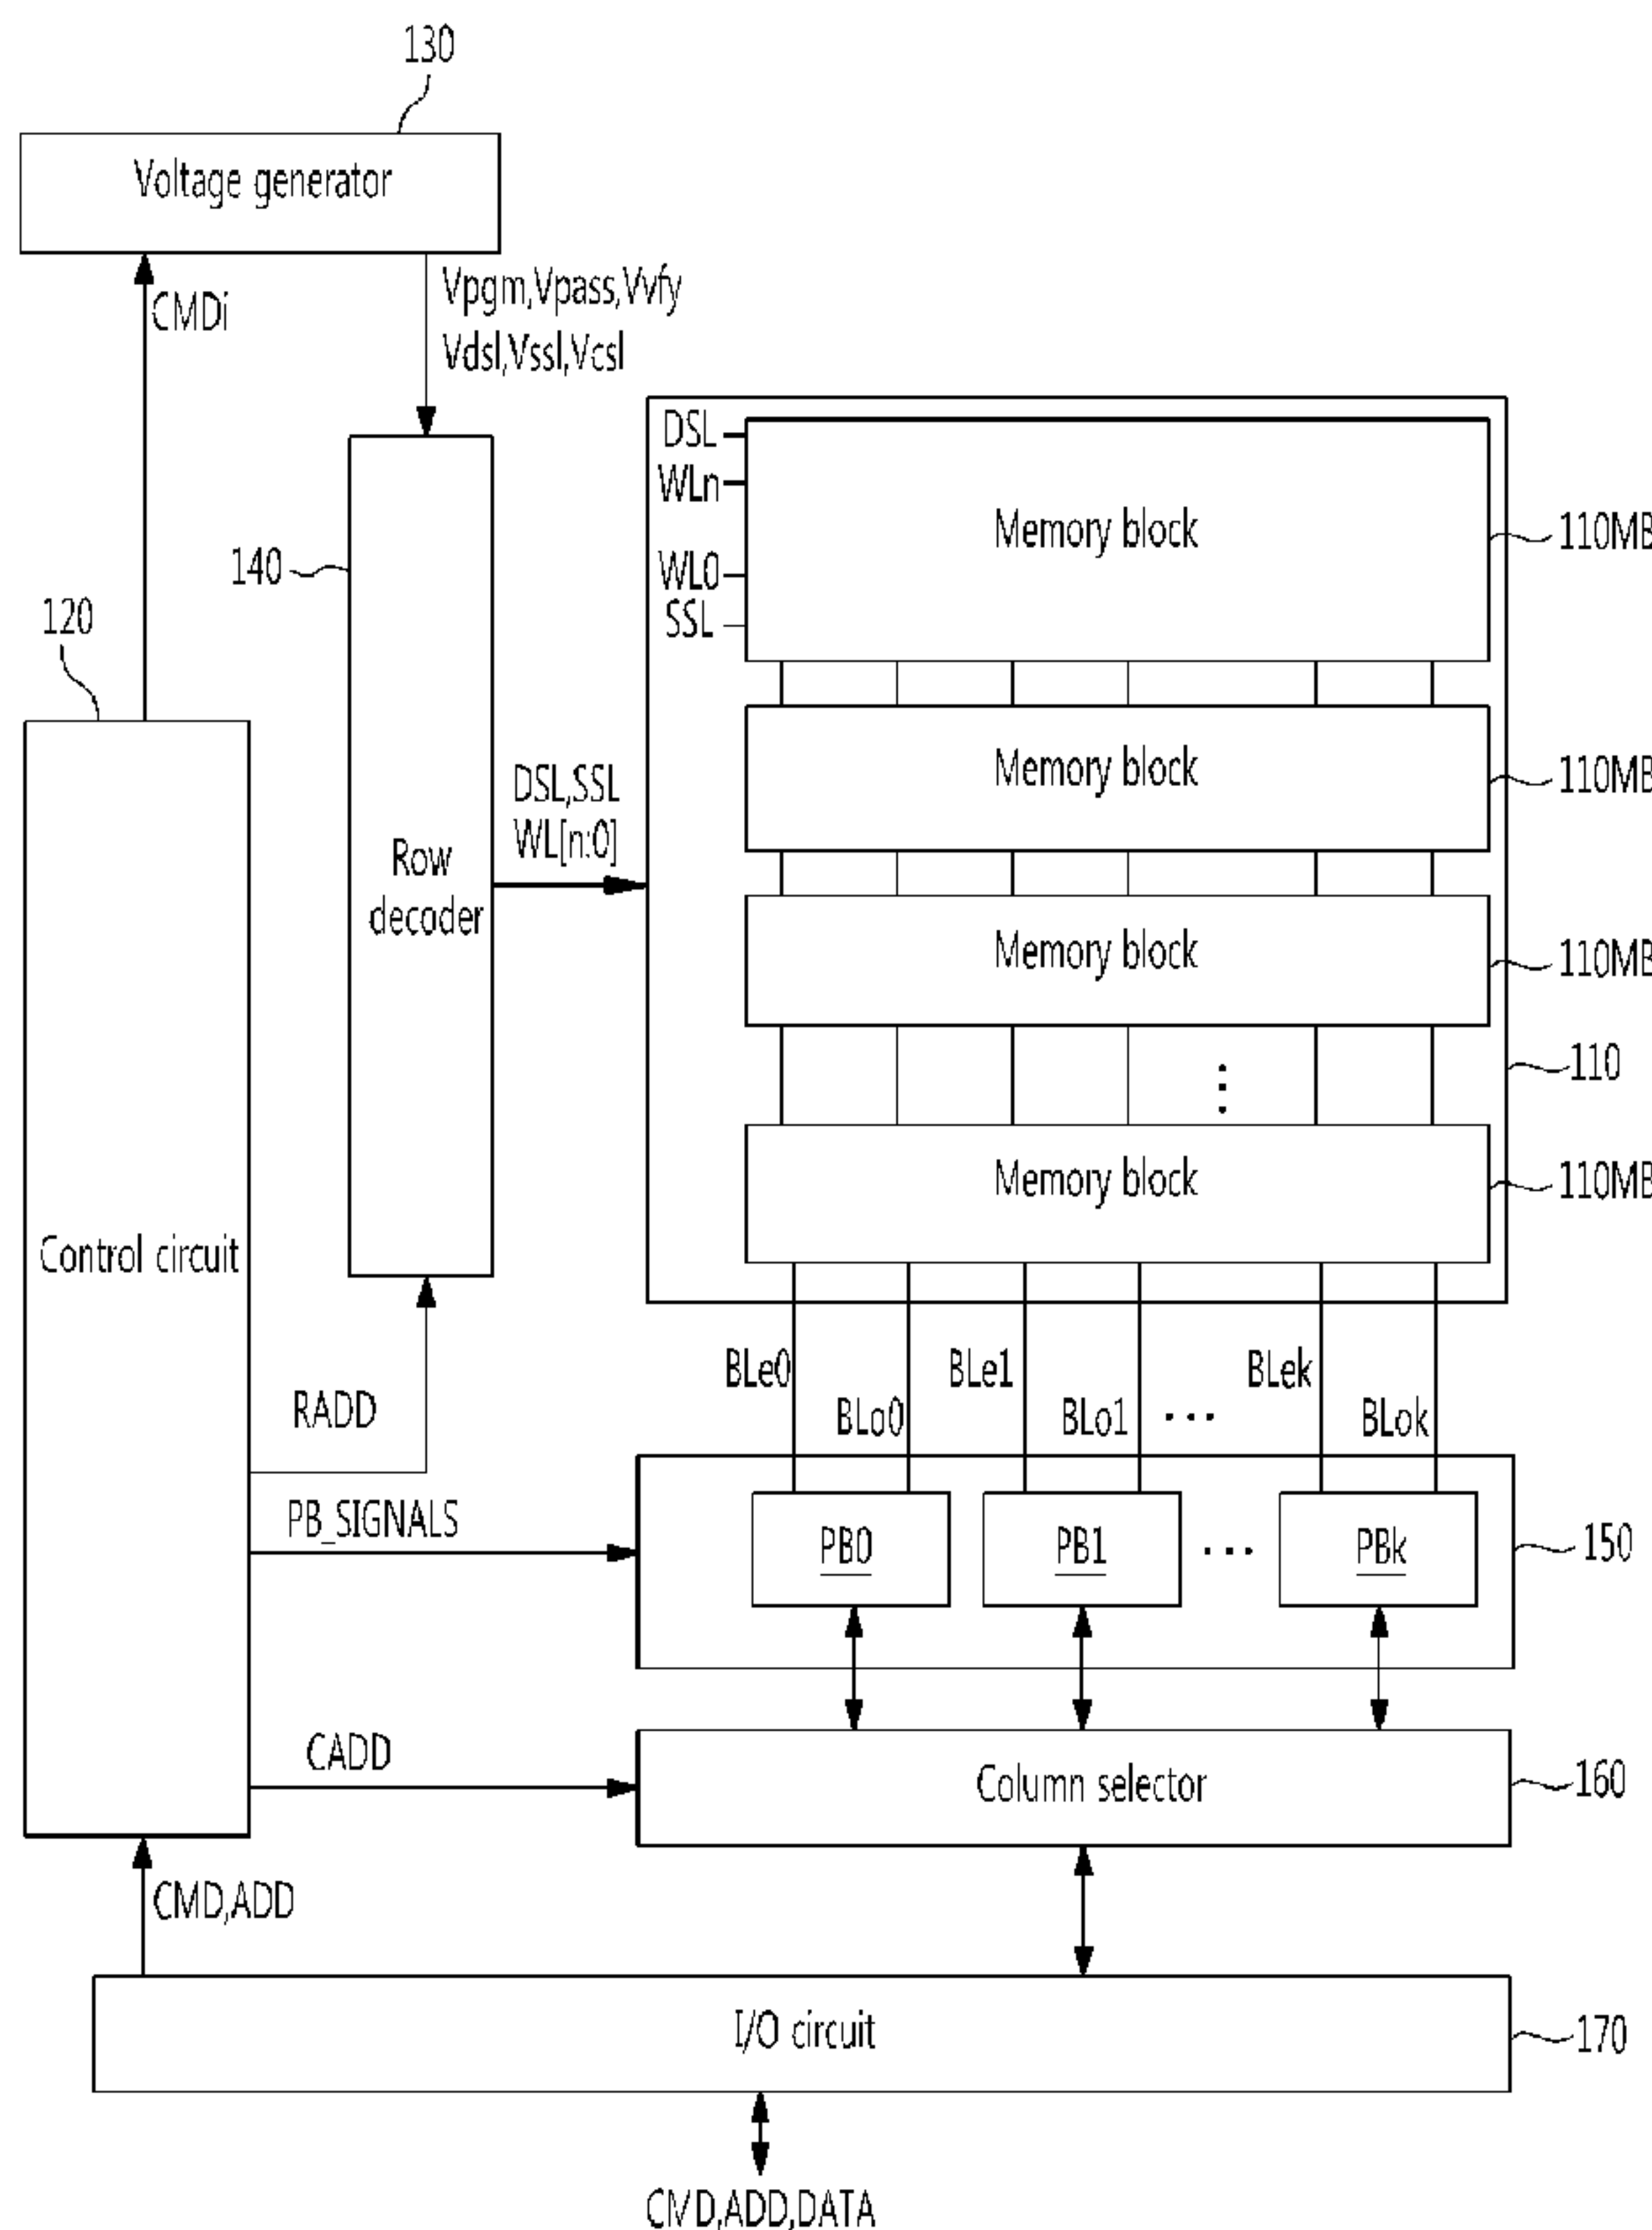 130
Voltage generator
CMDi
Vpgm,Vpass,Vvfy
Vdsl,Vssl,Vcsl
DSL
WLn
WL0
SSL
Memory block
110MB
140
120
Memory block
110MB
DSL,SSL
WL[n:0]
Row
decoder
Memory block
110MB
110
Memory block
110MB
Control circuit
BLe0
BLe1
BLek
RADD
BLo0
BLo1
...
BLok
PB_SIGNALS
PB0
PB1
...
PBk
150
CADD
Column selector
160
CMD,ADD
I/O circuit
170
CMD,ADD,DATA